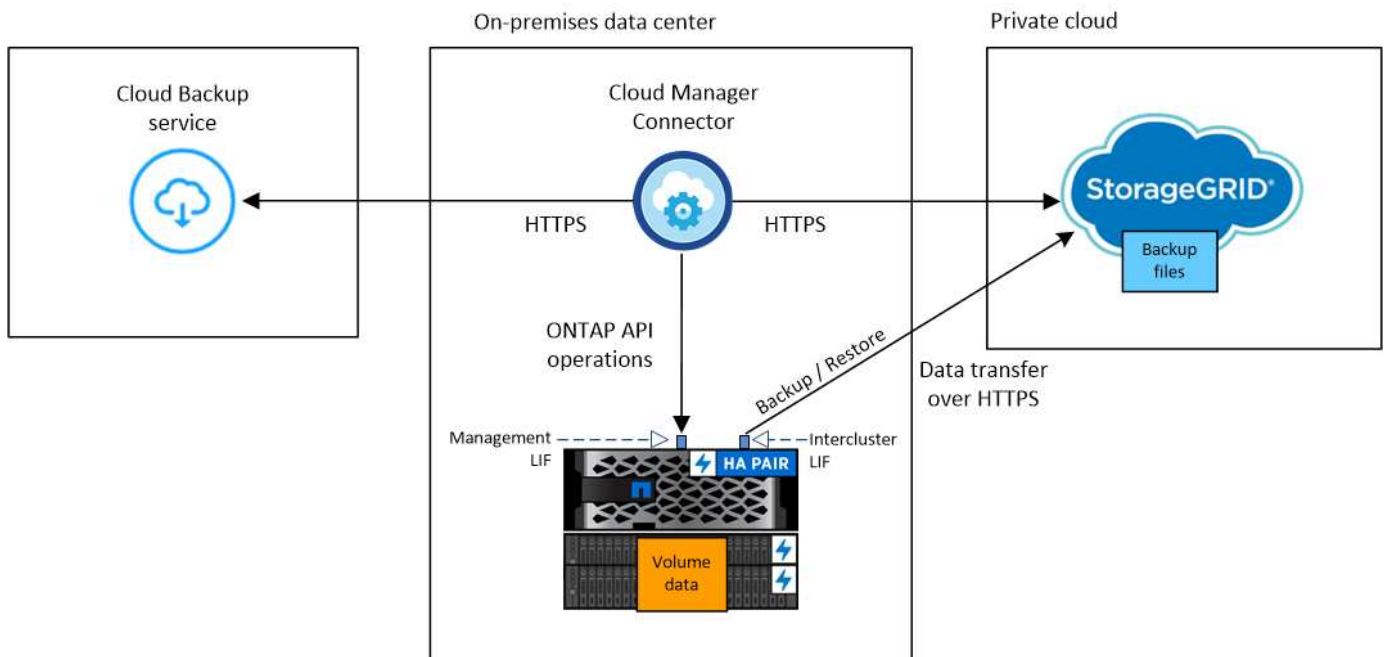 On-premises data center
Private cloud
Cloud Backup
service
Cloud Manager
Connector
HTTPS
HTTPS
StorageGRID®
Backup
files
ONTAP API
operations
Backup / Restore
Data transfer
over HTTPS
Management
LIF
Intercluster
LIF
HA PAIR
Volume
data